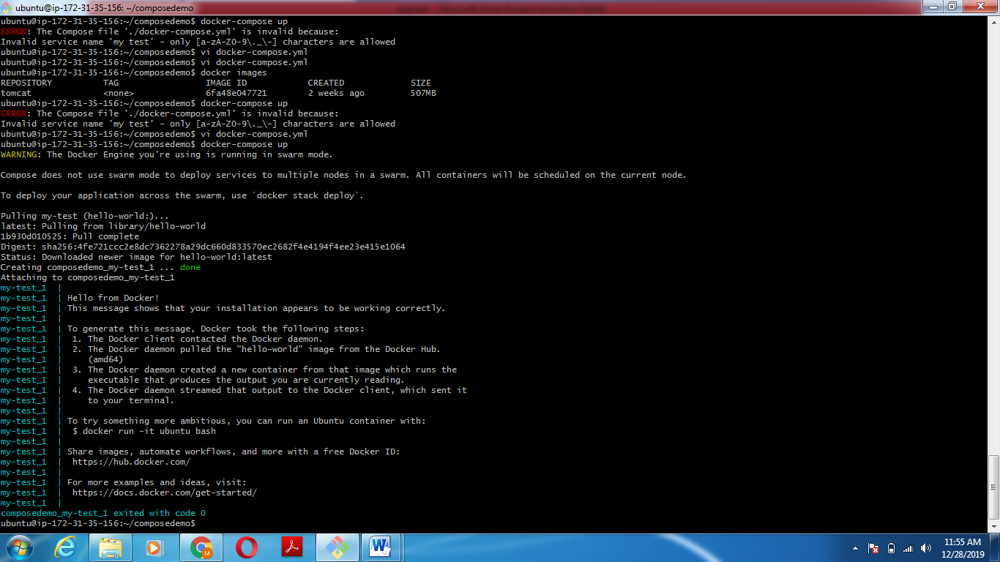 ubuntu@ip-172-31-35-156: ~/composedemo
ubuntu@ip-172-31-35-156:~/composedemo$ docker-compose up
ERROR: The Compose file './docker-compose.yml' is invalid because:
Invalid service name 'my test' - only [a-zA-Z0-9\._\-] characters are allowed
ubuntu@ip-172-31-35-156:~/composedemo$ vi docker-compose.yml
ubuntu@ip-172-31-35-156:~/composedemo$ vi docker-compose.yml
ubuntu@ip-172-31-35-156:~/composedemo$ docker images
REPOSITORY          TAG                 IMAGE ID            CREATED             SIZE
tomcat              <none>              6fa48e047721        2 weeks ago         507MB
ubuntu@ip-172-31-35-156:~/composedemo$ docker-compose up
ERROR: The Compose file './docker-compose.yml' is invalid because:
Invalid service name 'my test' - only [a-zA-Z0-9\._\-] characters are allowed
ubuntu@ip-172-31-35-156:~/composedemo$ vi docker-compose.yml
ubuntu@ip-172-31-35-156:~/composedemo$ docker-compose up
WARNING: The Docker Engine you're using is running in swarm mode.
Compose does not use swarm mode to deploy services to multiple nodes in a swarm. All containers will be scheduled on the current node.
To deploy your application across the swarm, use `docker stack deploy`.
Pulling my-test (hello-world:)...
latest: Pulling from library/hello-world
1b930d010525: Pull complete
Digest: sha256:4fe721ccc2e8dc7362278a29dc660d833570ec2682f4e4194f4ee23e415e1064
Status: Downloaded newer image for hello-world:latest
Creating composedemo_my-test_1 ... done
Attaching to composedemo_my-test_1
my-test_1  |
my-test_1  | Hello from Docker!
my-test_1  | This message shows that your installation appears to be working correctly.
my-test_1  |
my-test_1  | To generate this message, Docker took the following steps:
my-test_1  |  1. The Docker client contacted the Docker daemon.
my-test_1  |  2. The Docker daemon pulled the "hello-world" image from the Docker Hub.
my-test_1  |     (amd64)
my-test_1  |  3. The Docker daemon created a new container from that image which runs the
my-test_1  |     executable that produces the output you are currently reading.
my-test_1  |  4. The Docker daemon streamed that output to the Docker client, which sent it
my-test_1  |     to your terminal.
my-test_1  |
my-test_1  | To try something more ambitious, you can run an Ubuntu container with:
my-test_1  |  $ docker run -it ubuntu bash
my-test_1  |
my-test_1  | Share images, automate workflows, and more with a free Docker ID:
my-test_1  |  https://hub.docker.com/
my-test_1  |
my-test_1  | For more examples and ideas, visit:
my-test_1  |  https://docs.docker.com/get-started/
my-test_1  |
composedemo_my-test_1 exited with code 0
ubuntu@ip-172-31-35-156:~/composedemo$
M
W
11:55 AM
12/28/2019